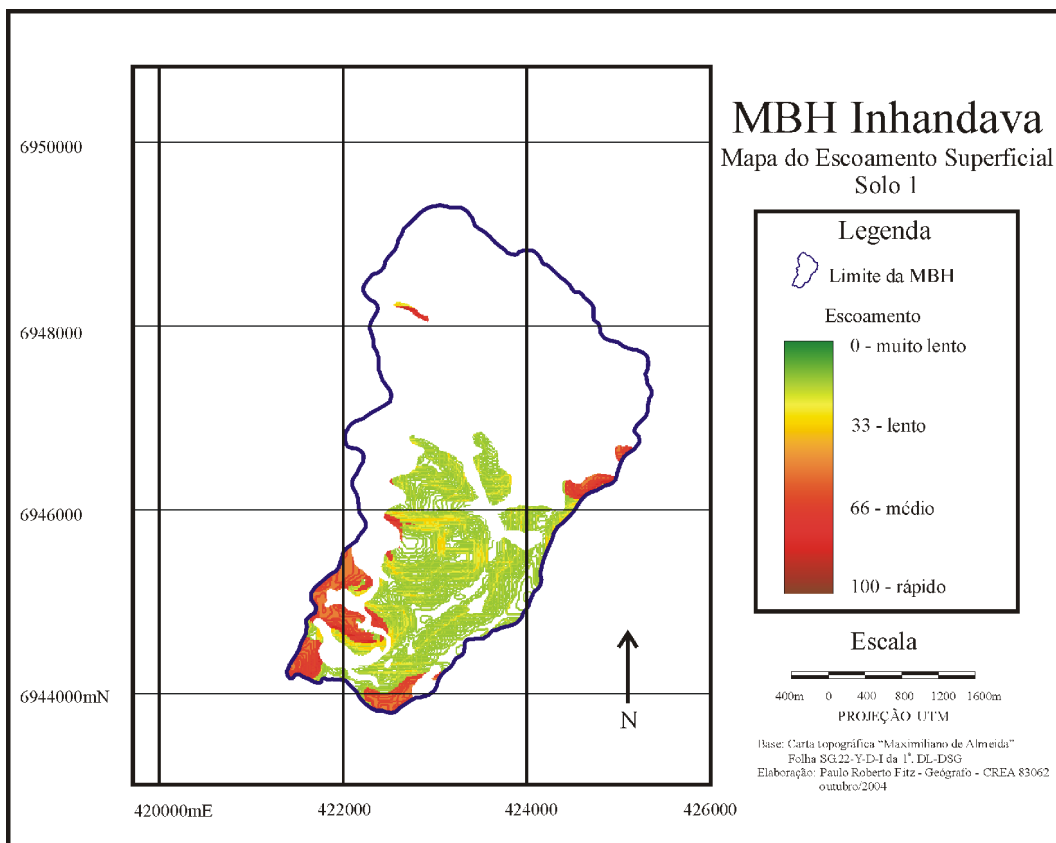 MBH Inhandava
Mapa do Escoamento Superficial
Solo 1
6950000
6948000
6946000
6944000mN
420000mE
422000
424000
426000
N
Legenda
Limite da MBH
Escoamento
0 - muito lento
33 - lento
66 - médio
100 - rápido
Escala
400m 0 400 800 1200 1600m
PROJEÇÃO UTM
Base: Carta topográfica “Maximiliano de Almeida”
Folha SG.22-Y-D-I da 1ª. DL-DSG
Elaboração: Paulo Roberto Fitz - Geógrafo - CREA 83062
outubro/2004